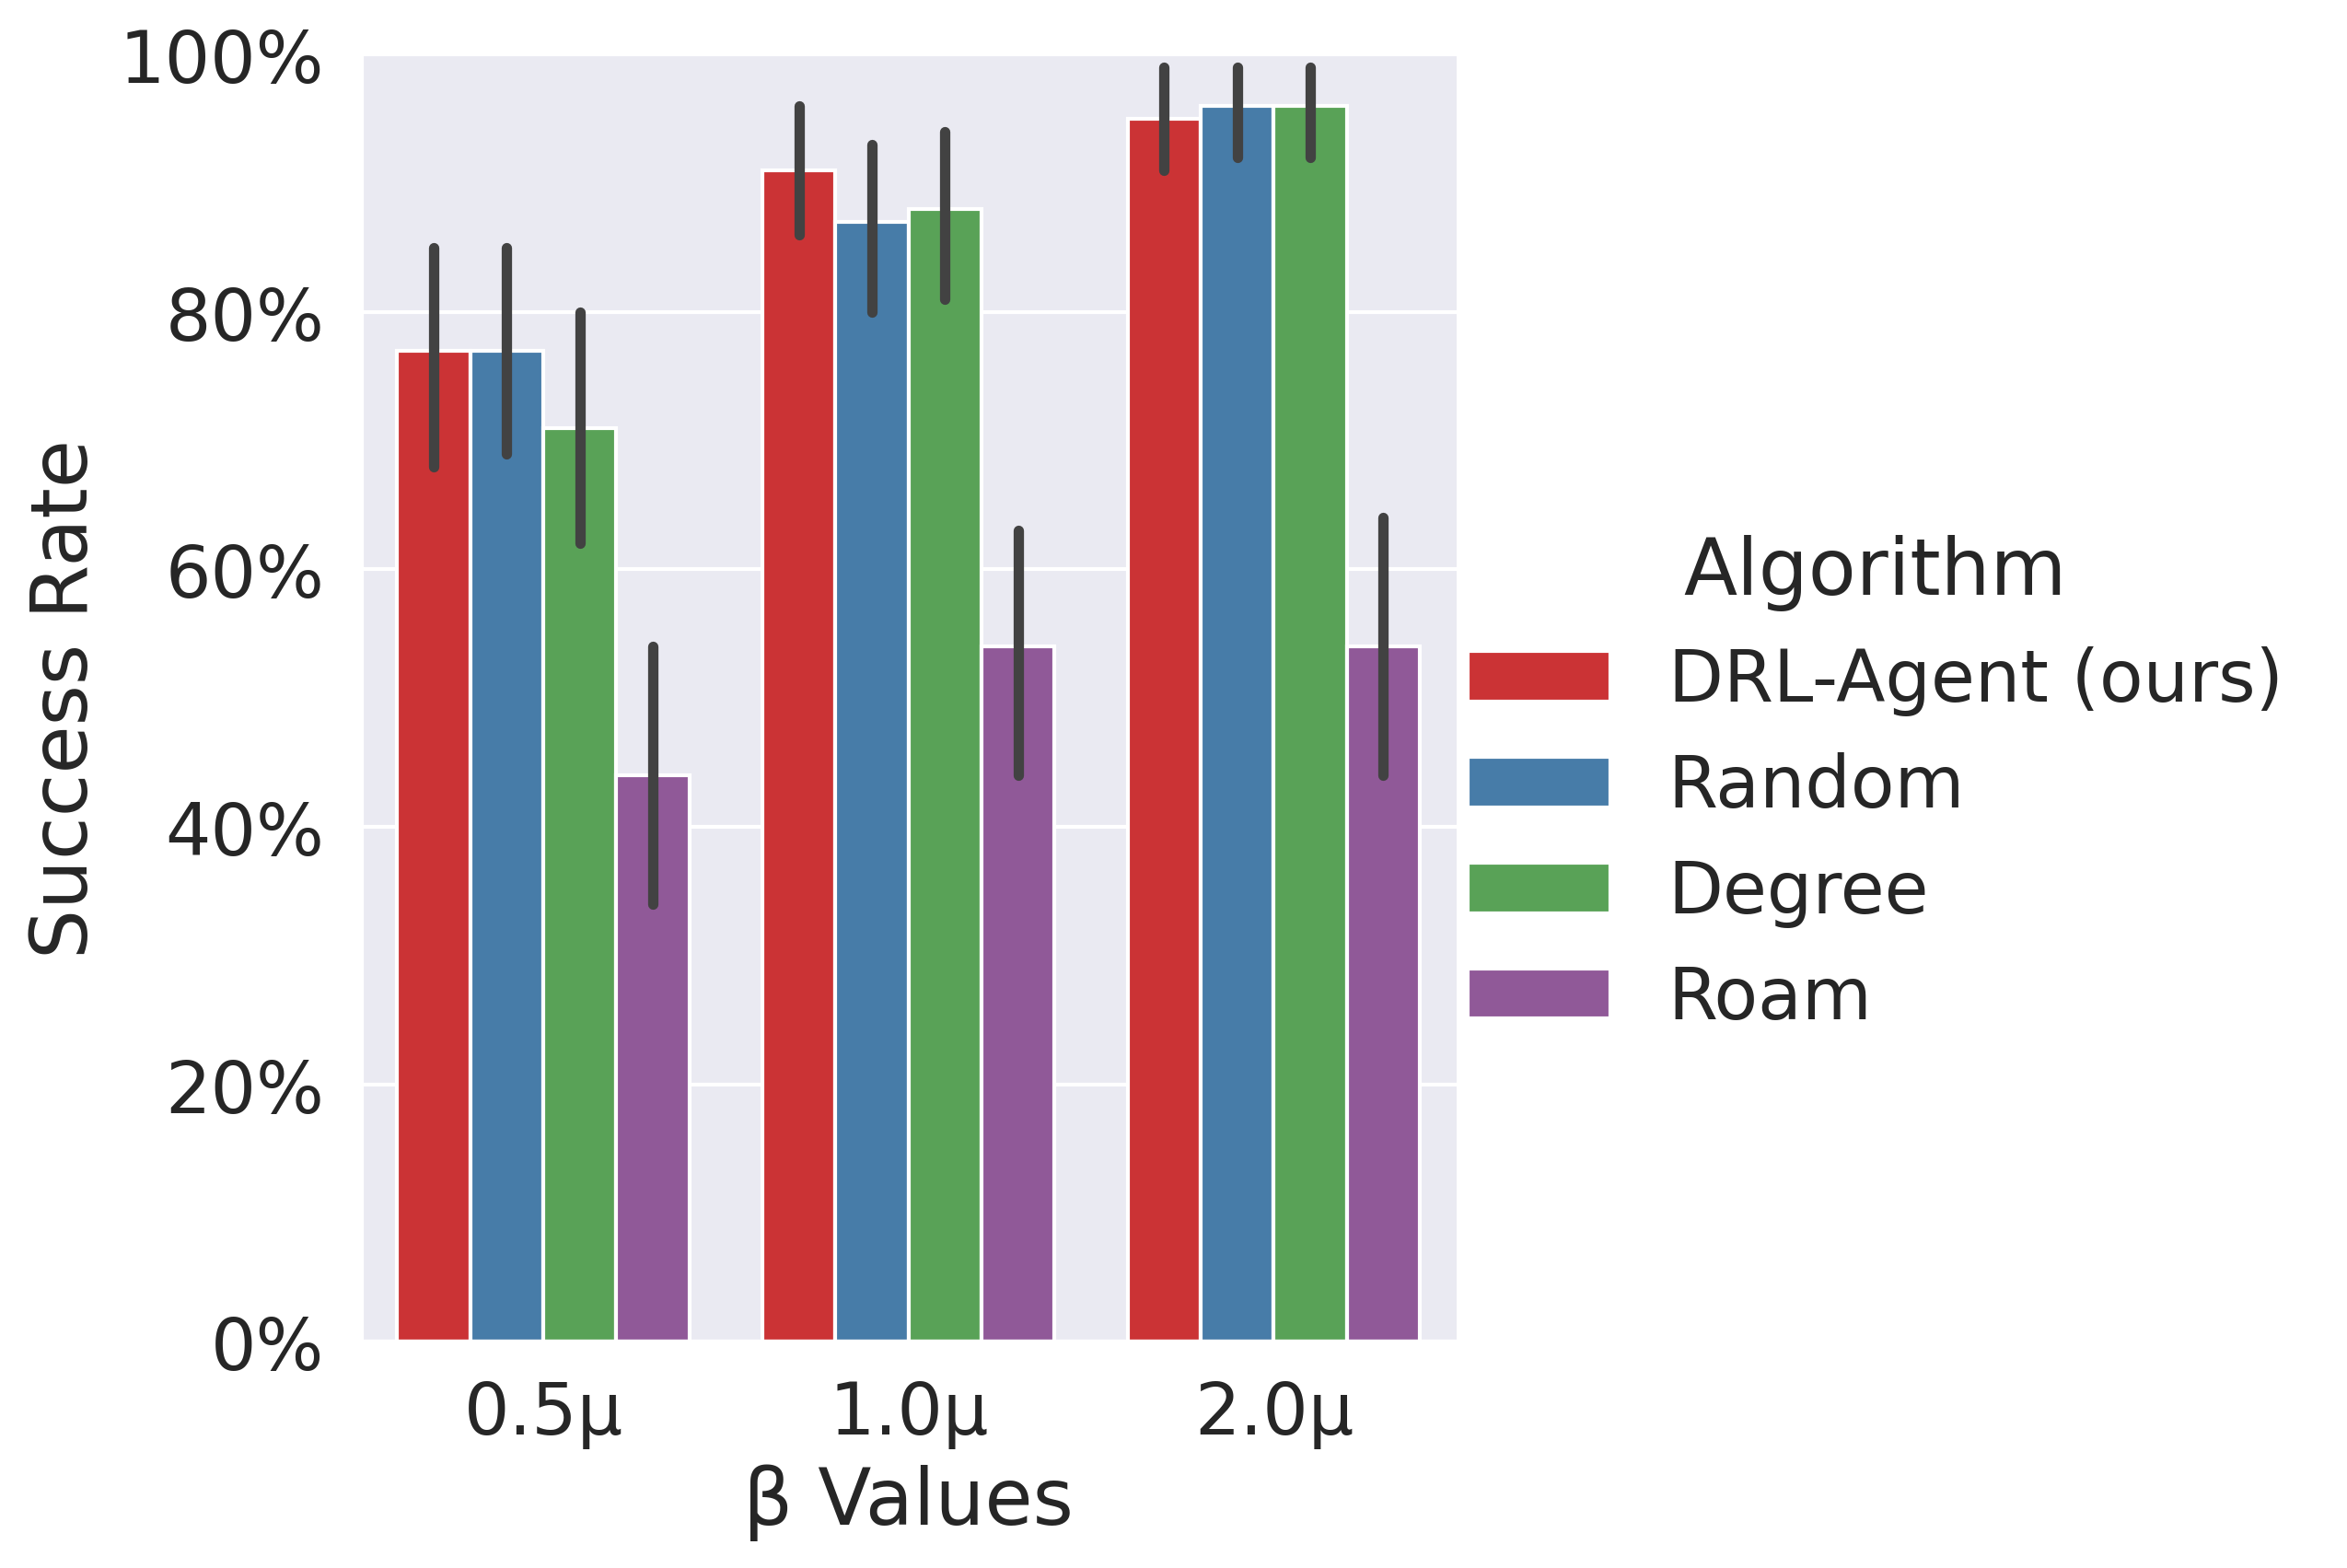 100%
80%
60%
40%
20%
0%
Success Rate
0.5μ 1.0μ 2.0μ
β Values
Algorithm
DRL-Agent (ours)
Random
Degree
Roam